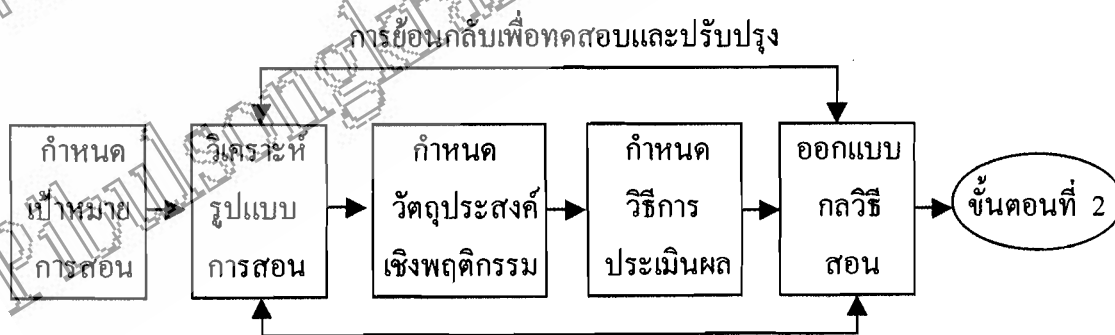 การย้อนกลับเพื่อทดสอบและปรับปรุง
กำหนด
เป้าหมาย
การสอน
วิเคราะห์
รูปแบบ
การสอน
กำหนด
วัตถุประสงค์
เชิงพฤติกรรม
กำหนด
วิธีการ
ประเมินผล
ออกแบบ
กลวิธี
สอน
ขั้นตอนที่ 2
Pibulsongkra